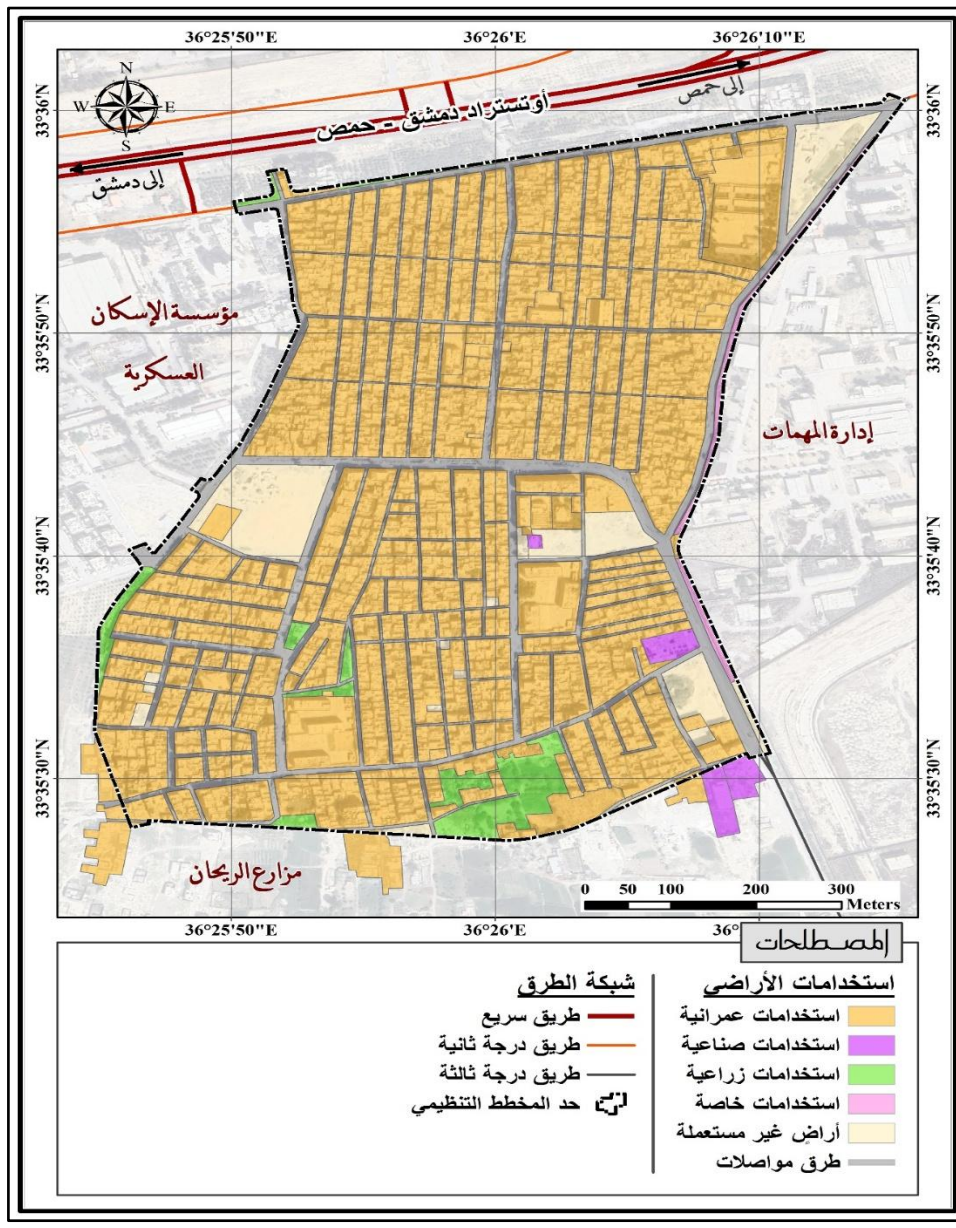 36°25'50"E 36°26'E 36°26'10"E
N
W E
S
33°36'N
33°36'N
إلى حمص
أوتستراد دمشق - حمص
إلى دمشق
مؤسسة الإسكان
العسكرية
33°35'50"N
33°35'50"N
إدارة المهمات
33°35'40"N
33°35'40"N
33°35'30"N
33°35'30"N
مزارع الريحان
0 50 100 200 300
Meters
36°25'50"E 36°26'E
المصطلحات
استخدامات الأراضي
استخدامات عمرانية
استخدامات صناعية
استخدامات زراعية
استخدامات خاصة
أراضٍ غير مستعملة
طرق مواصلات
شبكة الطرق
طريق سريع
طريق درجة ثانية
طريق درجة ثالثة
حد المخطط التنظيمي